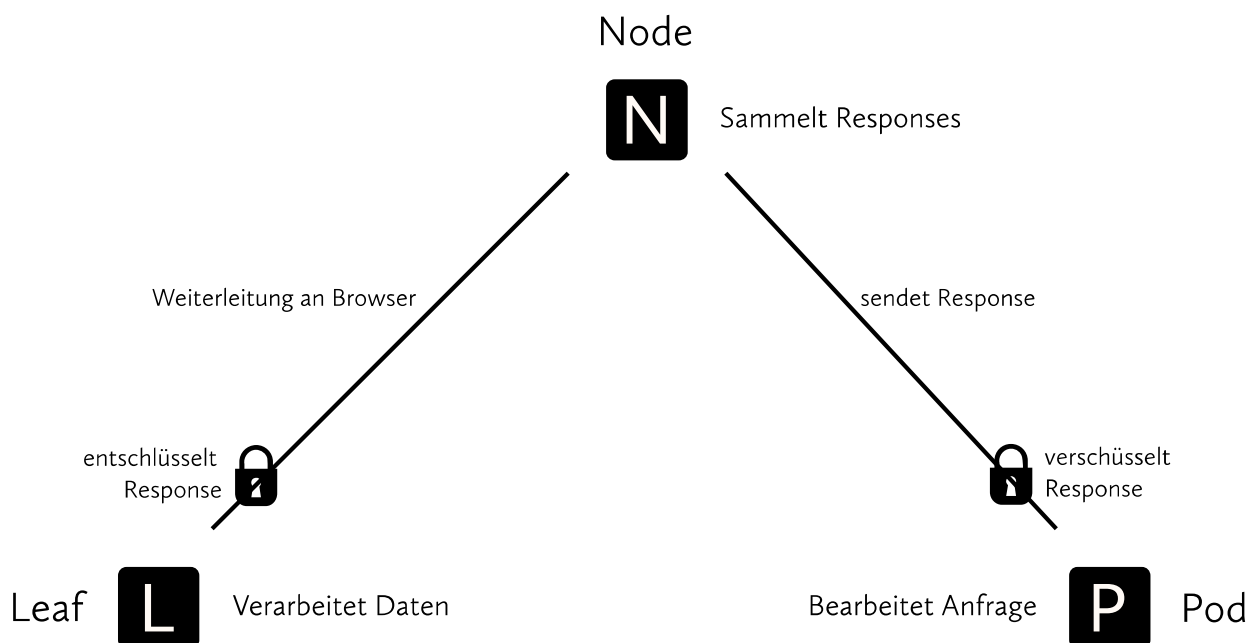 Node
N
Sammelt Responses
Weiterleitung an Browser
sendet Response
entschlüsselt
Response
verschüsselt
Response
Leaf
L
Verarbeitet Daten
Bearbeitet Anfrage
P
Pod